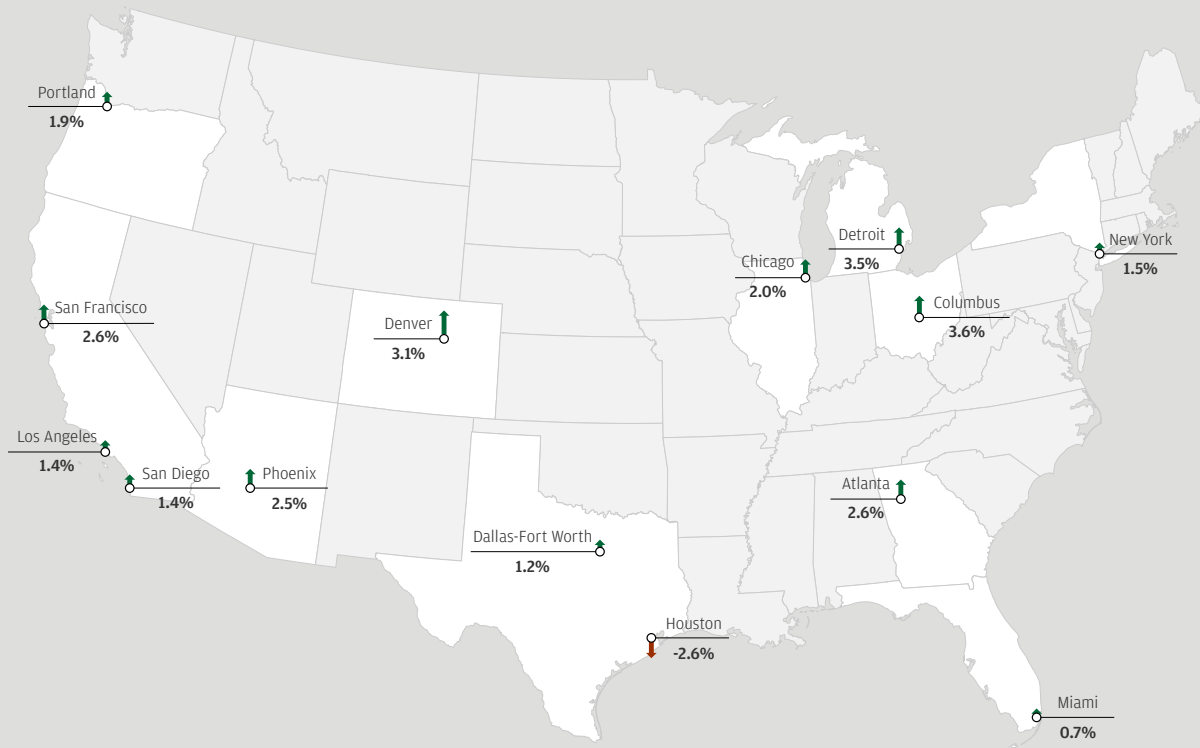 Portland
1.9%
Detroit
3.5%
New York
1.5%
Chicago
2.0%
San Francisco
2.6%
Denver
3.1%
Columbus
3.6%
Los Angeles
1.4%
San Diego
1.4%
Phoenix
2.5%
Atlanta
2.6%
Dallas-Fort Worth
1.2%
Houston
-2.6%
Miami
0.7%